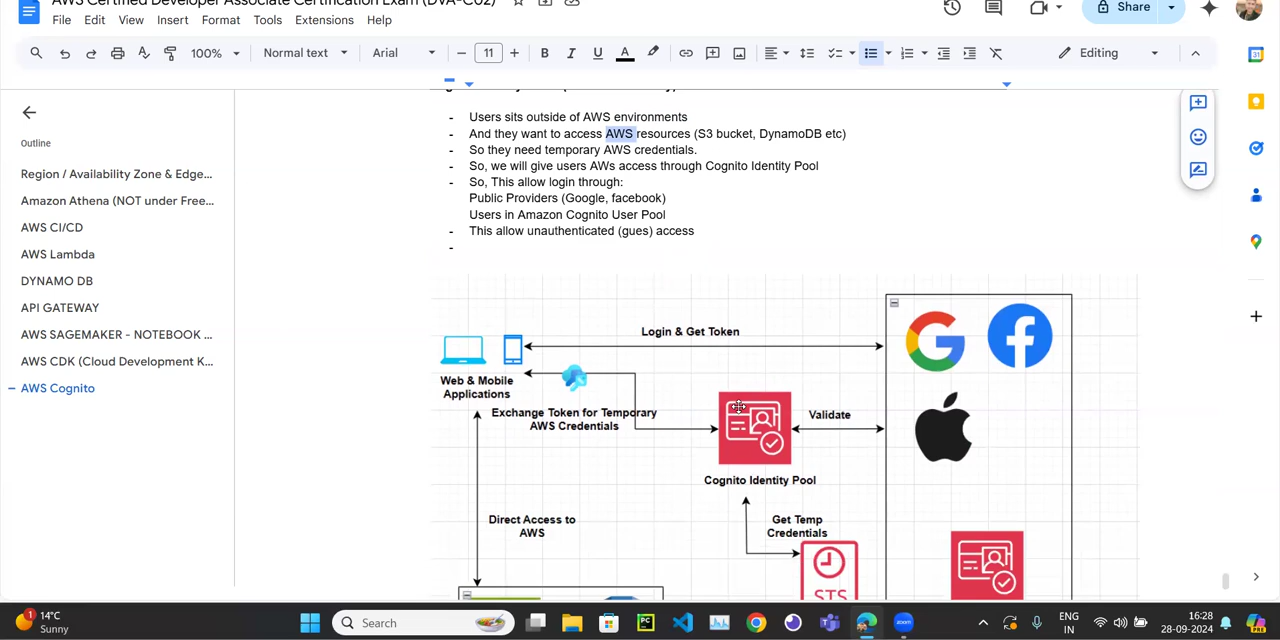 AWS Certified Developer Associate Certification Exam (DVA-C02)
File Edit View Insert Format Tools Extensions Help
Share
100% Normal text Arial 11 B I U A Editing
Outline
Region / Availability Zone & Edge...
Amazon Athena (NOT under Free...
AWS CI/CD
AWS Lambda
DYNAMO DB
API GATEWAY
AWS SAGEMAKER - NOTEBOOK ...
AWS CDK (Cloud Development K...
AWS Cognito
- Users sits outside of AWS environments
- And they want to access AWS resources (S3 bucket, DynamoDB etc)
- So they need temporary AWS credentials.
- So, we will give users AWs access through Cognito Identity Pool
- So, This allow login through:
Public Providers (Google, facebook)
Users in Amazon Cognito User Pool
- This allow unauthenticated (gues) access
-
Login & Get Token
Web & Mobile
Applications
Exchange Token for Temporary
AWS Credentials
Validate
Cognito Identity Pool
Direct Access to
AWS
Get Temp
Credentials
STS
14°C
Sunny
Search
ENG
IN
16:28
28-09-2024